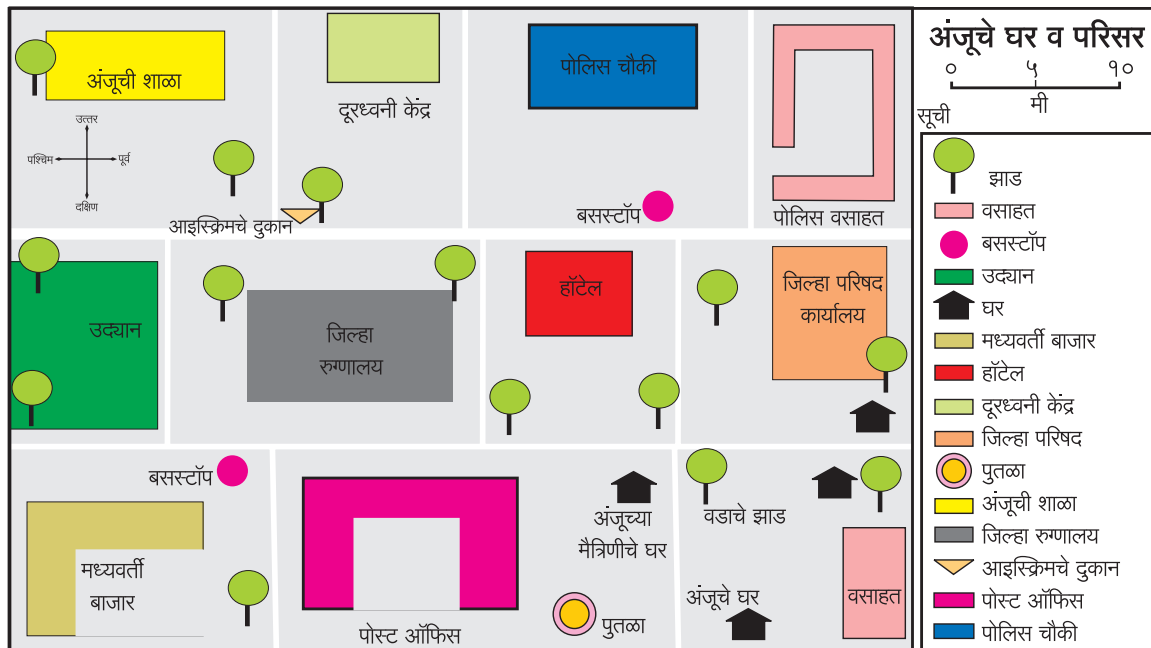 अंजूची शाळा
दूरध्वनी केंद्र
पोलिस चौकी
उत्तर
पश्चिम
पूर्व
दक्षिण
आइस्क्रिमचे दुकान
बसस्टॉप
पोलिस वसाहत
उद्यान
जिल्हा
रुग्णालय
हॉटेल
जिल्हा परिषद
कार्यालय
बसस्टॉप
मध्यवर्ती
बाजार
पोस्ट ऑफिस
अंजूच्या
मैत्रिणीचे घर
पुतळा
वडाचे झाड
अंजूचे घर
वसाहत
अंजूचे घर व परिसर
० ५ १०
मी
सूची
झाड
वसाहत
बसस्टॉप
उद्यान
घर
मध्यवर्ती बाजार
हॉटेल
दूरध्वनी केंद्र
जिल्हा परिषद
पुतळा
अंजूची शाळा
जिल्हा रुग्णालय
आइस्क्रिमचे दुकान
पोस्ट ऑफिस
पोलिस चौकी